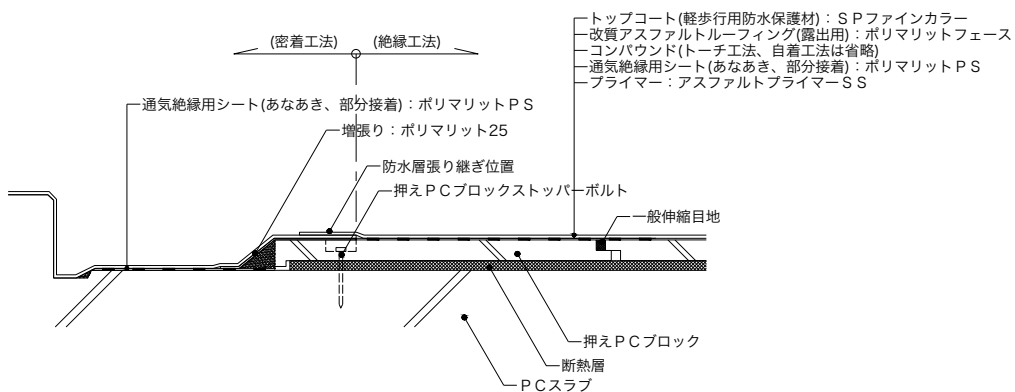 トップコート(軽歩行用防水保護材)：ＳＰファインカラー
改質アスファルトルーフィング(露出用)：ポリマリットフェース
コンパウンド(トーチ工法、自着工法は省略)
通気絶縁用シート(あなあき、部分接着)：ポリマリットＰＳ
プライマー：アスファルトプライマーＳＳ
(密着工法)
(絶縁工法)
通気絶縁用シート(あなあき、部分接着)：ポリマリットＰＳ
増張り：ポリマリット25
防水層張り継ぎ位置
押えＰＣブロックストッパーボルト
一般伸縮目地
押えＰＣブロック
断熱層
ＰＣスラブ